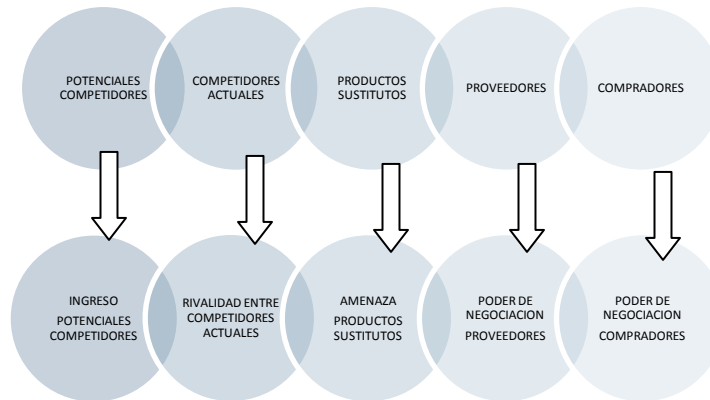 POTENCIALES
COMPETIDORES
COMPETIDORES
ACTUALES
PRODUCTOS
SUSTITUTOS
PROVEEDORES
COMPRADORES
INGRESO
POTENCIALES
COMPETIDORES
RIVALIDAD ENTRE
COMPETIDORES
ACTUALES
AMENAZA
PRODUCTOS
SUSTITUTOS
PODER DE
NEGOCIACION
PROVEEDORES
PODER DE
NEGOCIACION
COMPRADORES